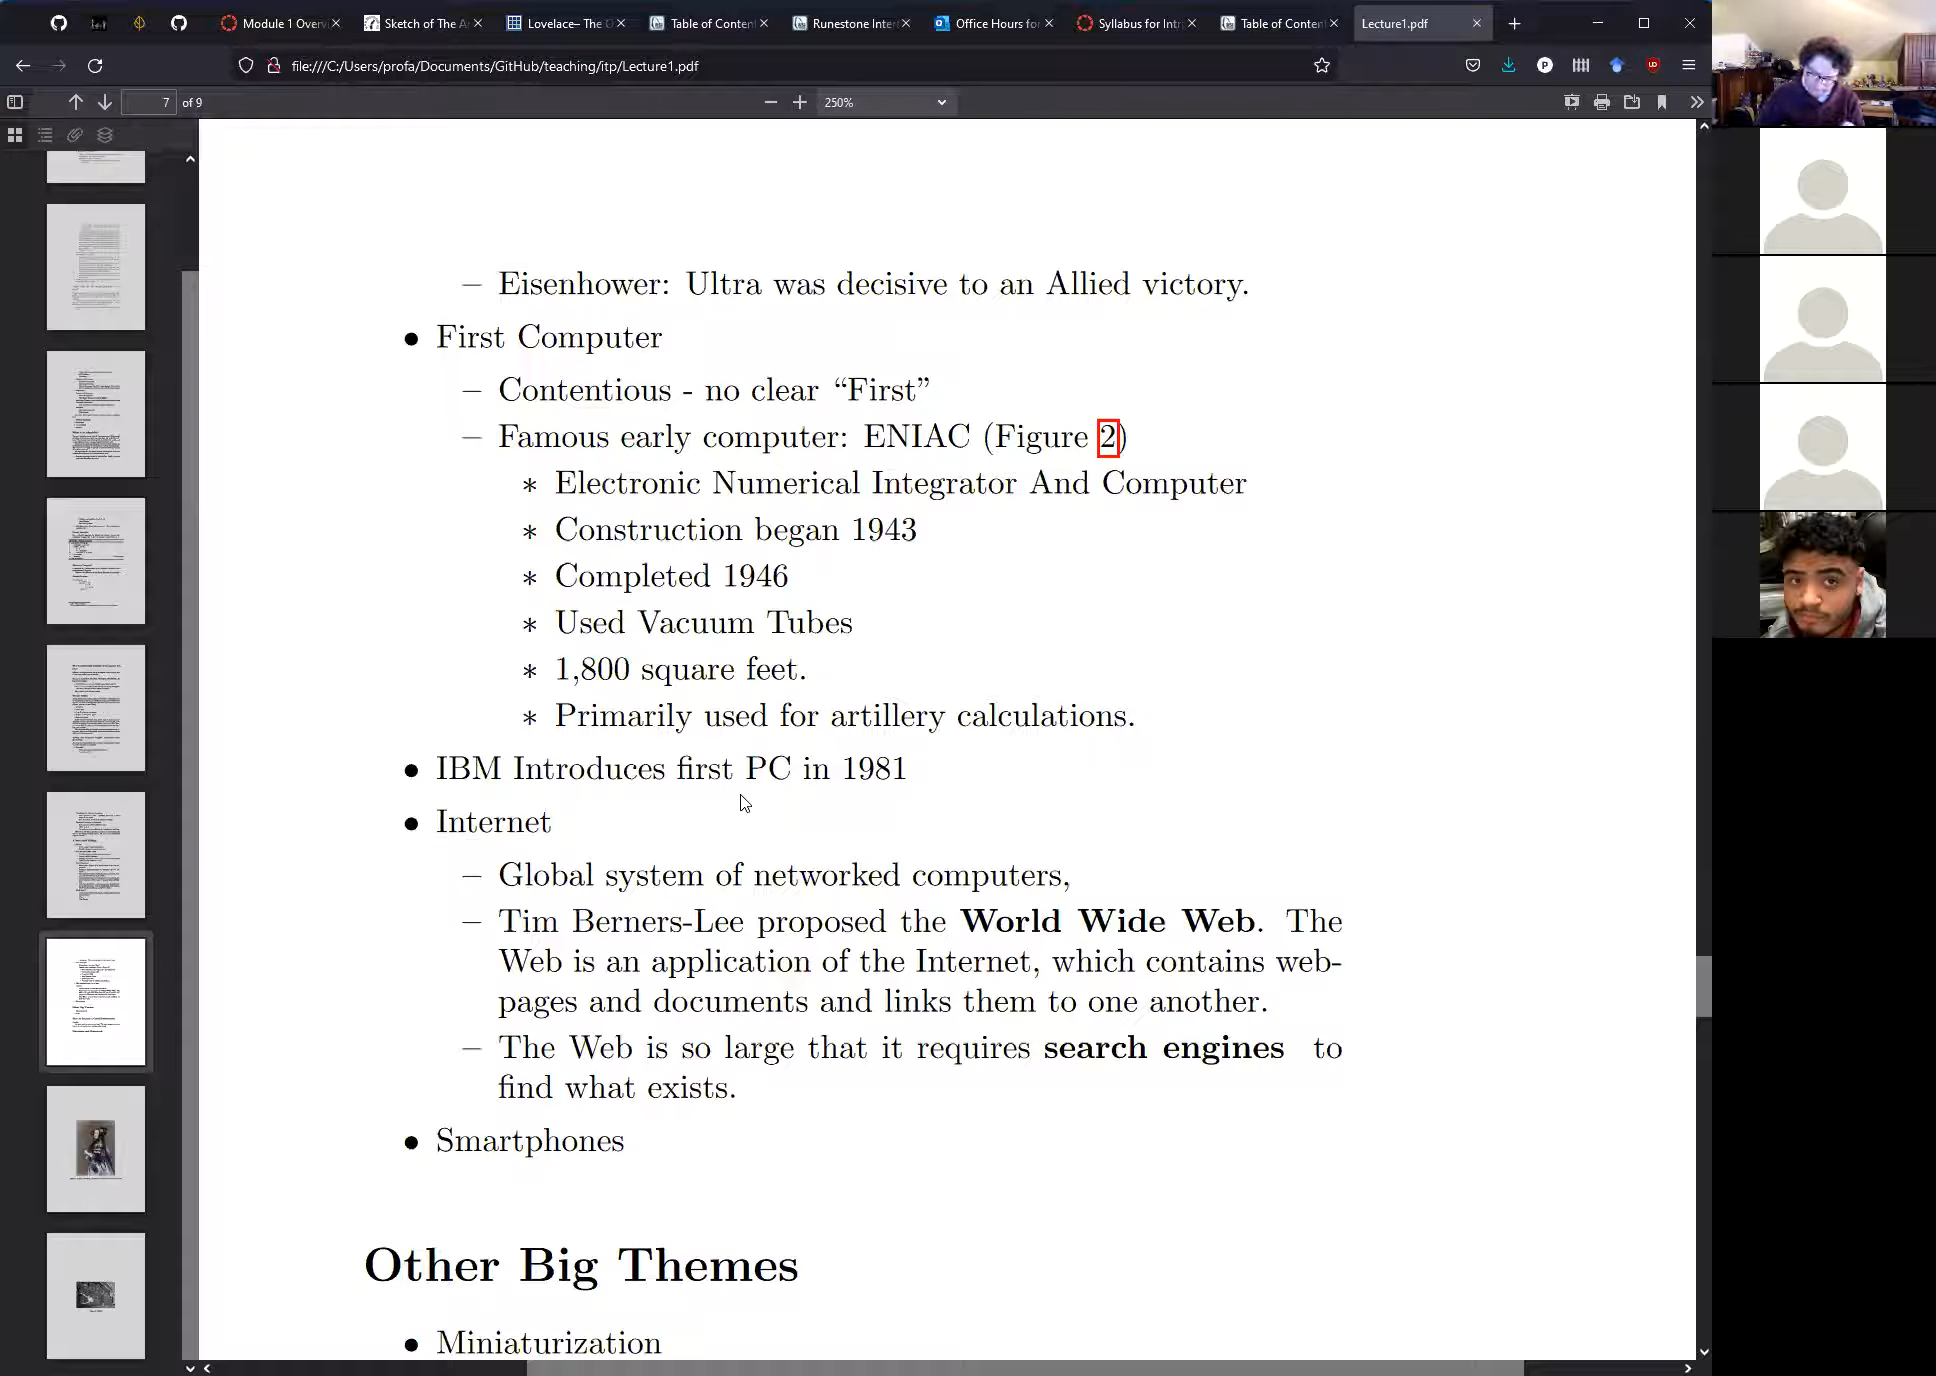 Module 1 Overv
Sketch of The A
Lovelace– The O
Table of Conten
Runestone Inter
Office Hours for
Syllabus for Intr
Table of Conten
Lecture1.pdf
file:///C:/Users/profa/Documents/GitHub/teaching/itp/Lecture1.pdf
7 of 9
250%
– Eisenhower: Ultra was decisive to an Allied victory.
• First Computer
– Contentious - no clear “First”
– Famous early computer: ENIAC (Figure 2)
∗ Electronic Numerical Integrator And Computer
∗ Construction began 1943
∗ Completed 1946
∗ Used Vacuum Tubes
∗ 1,800 square feet.
∗ Primarily used for artillery calculations.
• IBM Introduces first PC in 1981
• Internet
– Global system of networked computers,
– Tim Berners-Lee proposed the World Wide Web. The
Web is an application of the Internet, which contains web-
pages and documents and links them to one another.
– The Web is so large that it requires search engines to
find what exists.
• Smartphones
Other Big Themes
• Miniaturization